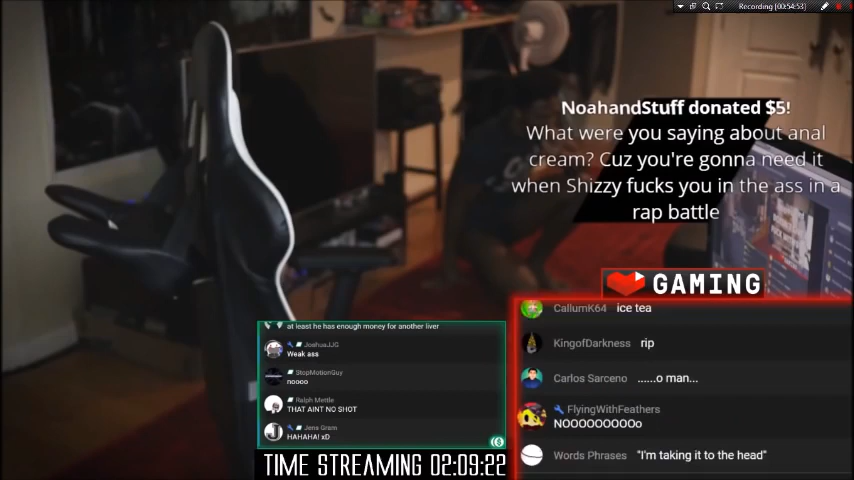 Recording [00:54:53]
NoahandStuff donated $5!
What were you saying about anal
cream? Cuz you're gonna need it
when Shizzy fucks you in the ass in a
rap battle
GAMING
CallumK64 ice tea
KingofDarkness rip
Carlos Sarceno ......o man...
FlyingWithFeathers
NOOOOOOOOOo
Words Phrases "I'm taking it to the head"
at least he has enough money for another liver
JoshuaJJG
Weak ass
StopMotionGuy
noooo
Ralph Mettle
THAT AINT NO SHOT
Jens Gram
HAHAHA! xD
TIME STREAMING 02:09:22